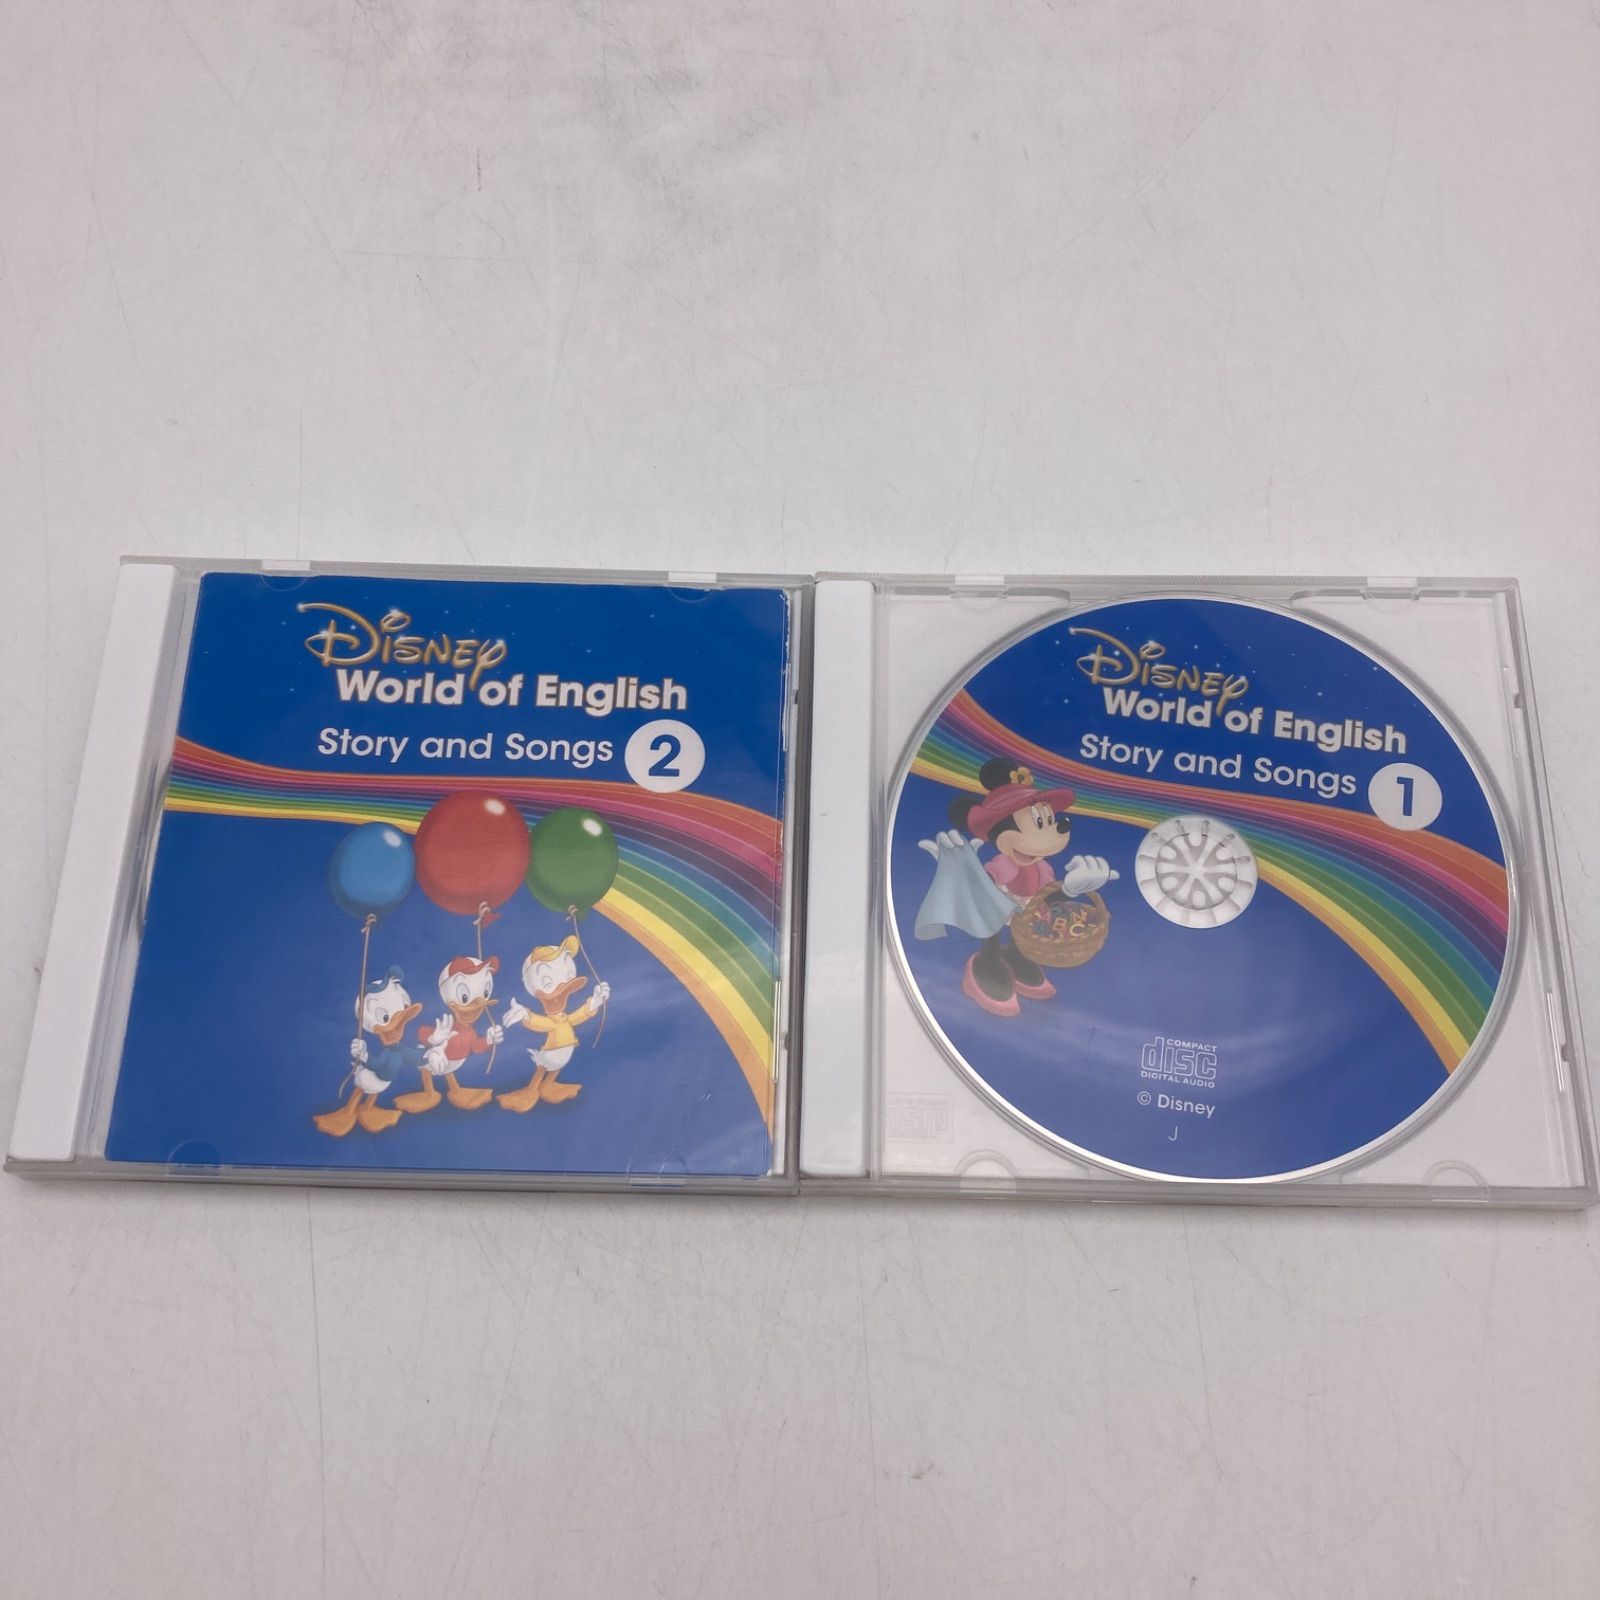 Disney
World of English
Story and Songs 2
Disney
World of English
Story and Songs 1
ABC
COMPACT
disc
DIGITAL AUDIO
© Disney
J